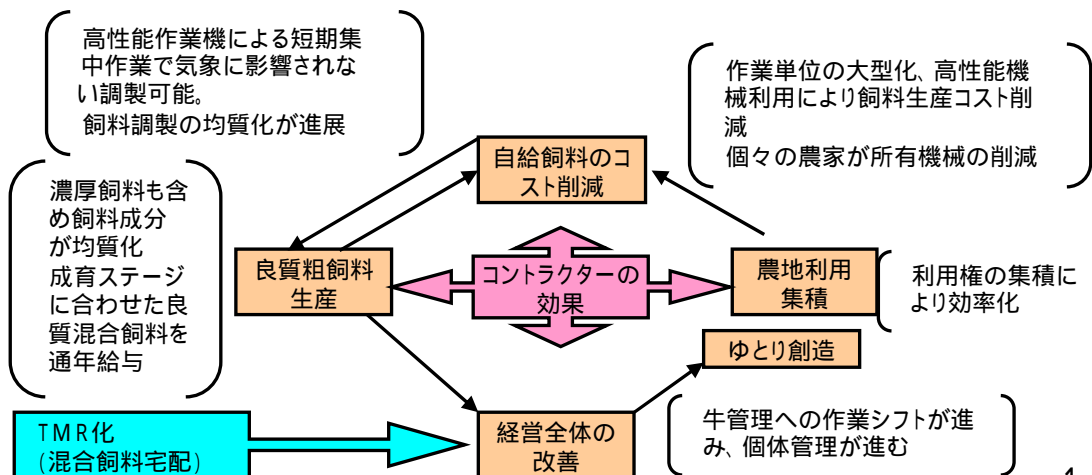 高性能作業機による短期集
中作業で気象に影響されな
い調製可能。
飼料調製の均質化が進展
作業単位の大型化、高性能機
械利用により飼料生産コスト削
減
個々の農家が所有機械の削減
自給飼料のコ
スト削減
濃厚飼料も含
め飼料成分
が均質化
成育ステージ
に合わせた良
質混合飼料を
通年給与
良質粗飼料
生産
コントラクターの
効果
農地利用
集積
利用権の集積に
より効率化
ゆとり創造
TMR化
(混合飼料宅配)
経営全体の
改善
牛管理への作業シフトが進
み、個体管理が進む